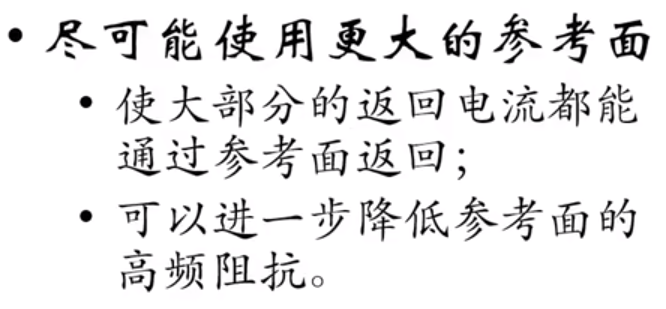 • 尽可能使用更大的参考面
• 使大部分的返回电流都能
通过参考面返回；
• 可以进一步降低参考面的
高频阻抗。